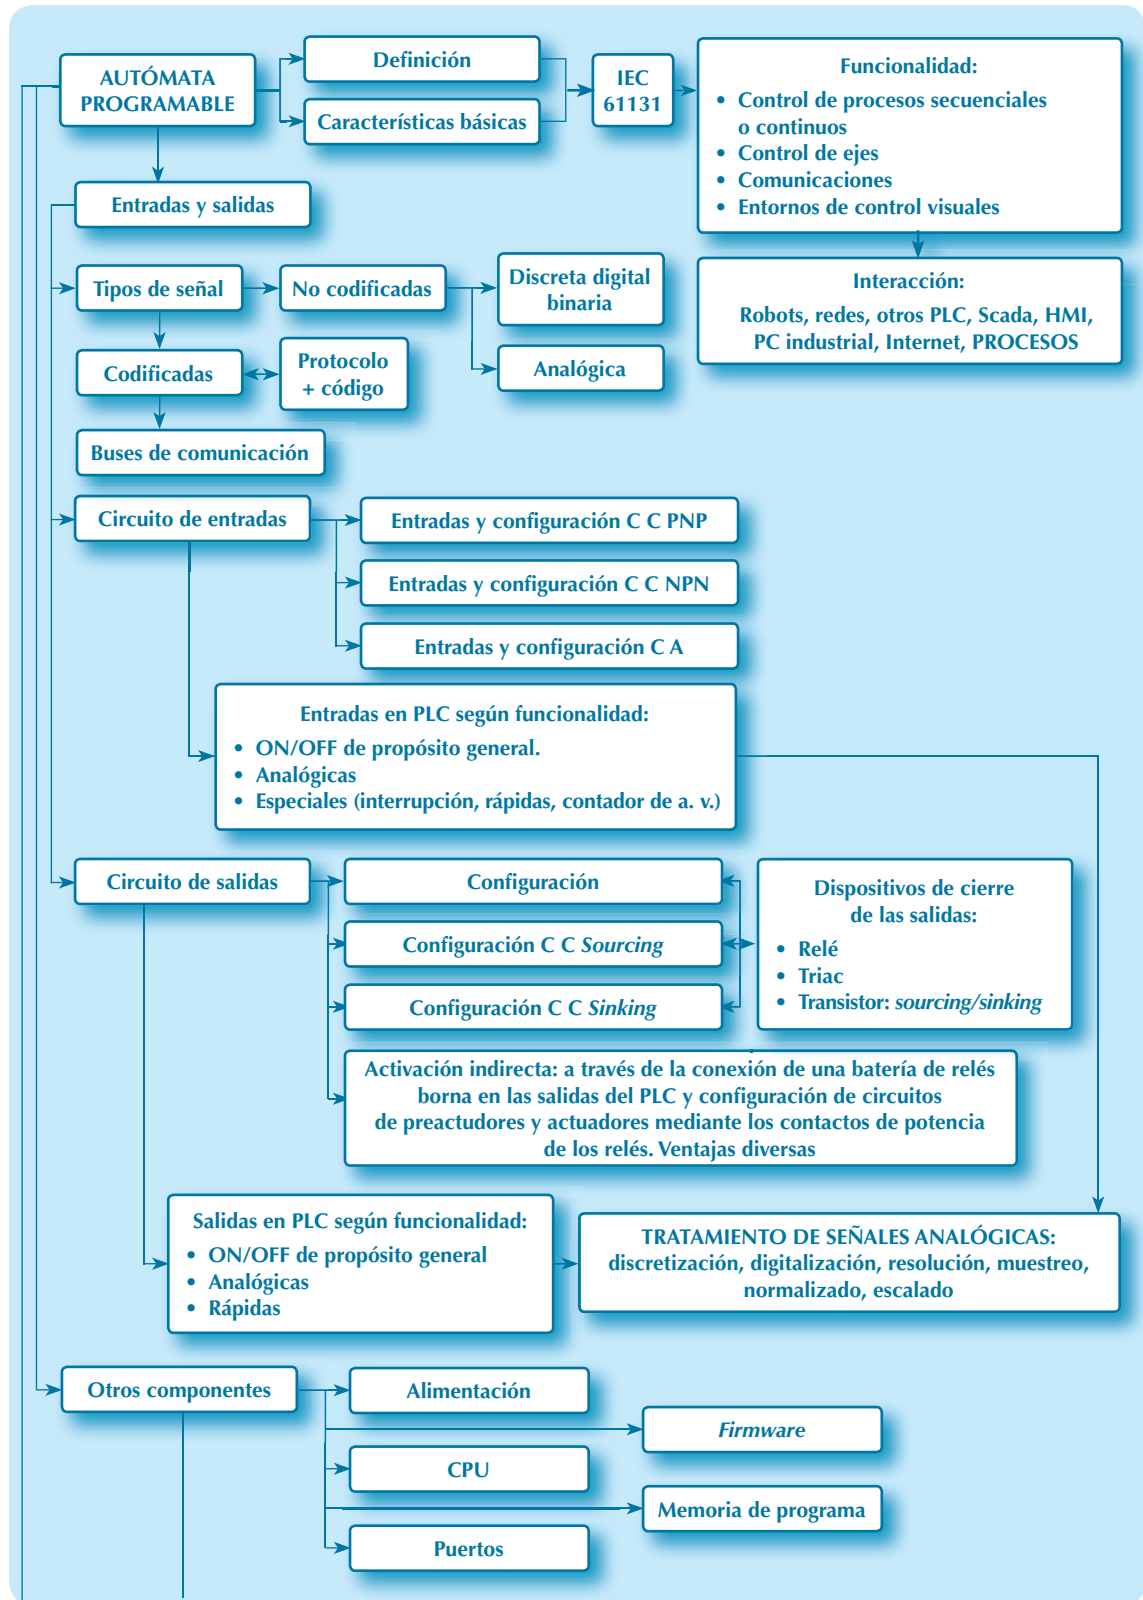 AUTÓMATA
PROGRAMABLE
Definición
Características básicas
IEC
61131
Funcionalidad:
• Control de procesos secuenciales
o continuos
• Control de ejes
• Comunicaciones
• Entornos de control visuales
Interacción:
Robots, redes, otros PLC, Scada, HMI,
PC industrial, Internet, PROCESOS
Entradas y salidas
Tipos de señal
No codificadas
Discreta digital
binaria
Analógica
Codificadas
Protocolo
+ código
Buses de comunicación
Circuito de entradas
Entradas y configuración C C PNP
Entradas y configuración C C NPN
Entradas y configuración C A
Entradas en PLC según funcionalidad:
• ON/OFF de propósito general.
• Analógicas
• Especiales (interrupción, rápidas, contador de a. v.)
Circuito de salidas
Configuración
Configuración C C Sourcing
Configuración C C Sinking
Dispositivos de cierre
de las salidas:
• Relé
• Triac
• Transistor: sourcing/sinking
Activación indirecta: a través de la conexión de una batería de relés
borna en las salidas del PLC y configuración de circuitos
de preactudores y actuadores mediante los contactos de potencia
de los relés. Ventajas diversas
Salidas en PLC según funcionalidad:
• ON/OFF de propósito general
• Analógicas
• Rápidas
TRATAMIENTO DE SEÑALES ANALÓGICAS:
discretización, digitalización, resolución, muestreo,
normalizado, escalado
Otros componentes
Alimentación
Firmware
CPU
Memoria de programa
Puertos